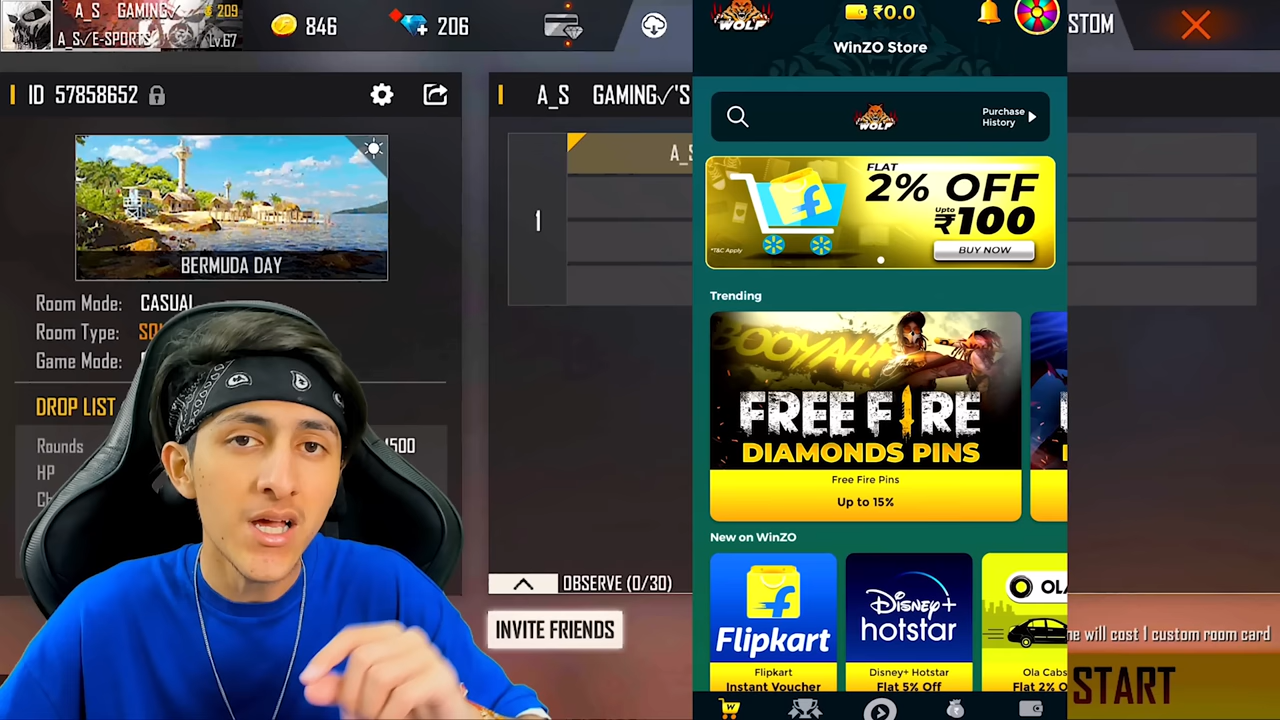 A_S GAMING✓
209
A_S✓E-SPORTS
Lv.67
846
206
STOM
ID 57858652
BERMUDA DAY
Room Mode: CASUAL
Room Type:
Game Mode:
DROP LIST
Rounds
1500
HP
A_S GAMING✓'S
1
OBSERVE (0/30)
INVITE FRIENDS
WOLF
₹0.0
WinZO Store
WOLF
Purchase
History
FLAT
2% OFF
Upto
₹100
*T&C Apply
BUY NOW
Trending
BOOYAH!
FREE FIRE
DIAMONDS PINS
Free Fire Pins
Up to 15%
New on WinZO
Flipkart
Flipkart
Instant Voucher
Disney+
hotstar
Disney+ Hotstar
Flat 5% Off
OLA
Ola Cabs
Flat 2% O
me will cost 1 custom room card
START